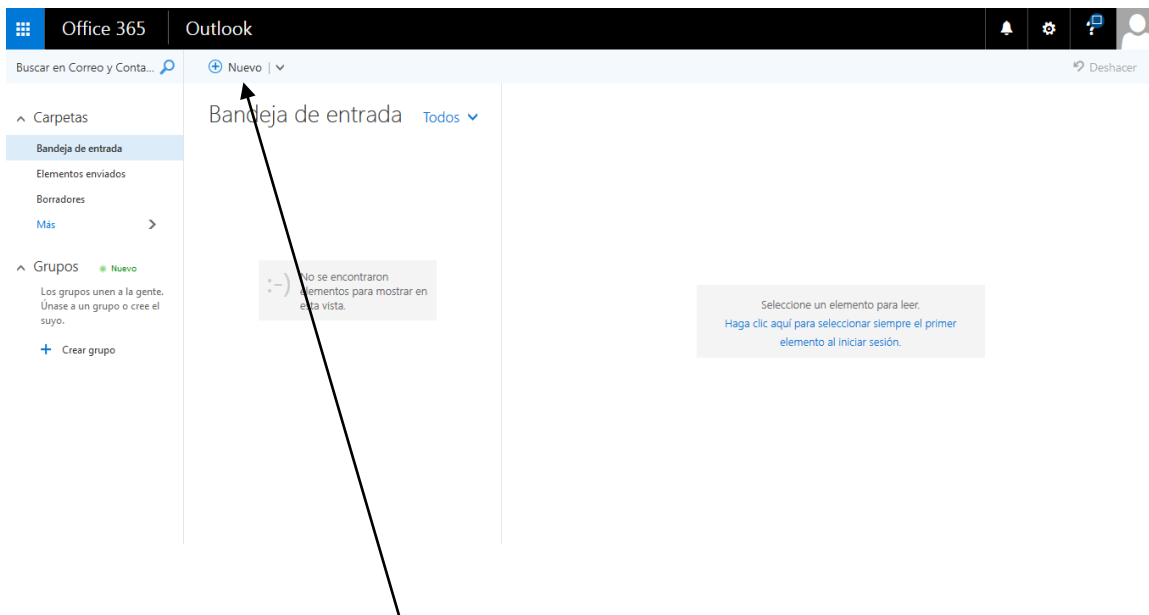 Office 365
Outlook
Buscar en Correo y Conta...
Nuevo
Deshacer
Carpetas
Bandeja de entrada
Elementos enviados
Borradores
Más
Grupos
Nuevo
Los grupos unen a la gente.
Únase a un grupo o cree el
suyo.
Crear grupo
Bandeja de entrada
Todos
:-)
No se encontraron
elementos para mostrar en
esta vista.
Seleccione un elemento para leer.
Haga clic aquí para seleccionar siempre el primer
elemento al iniciar sesión.